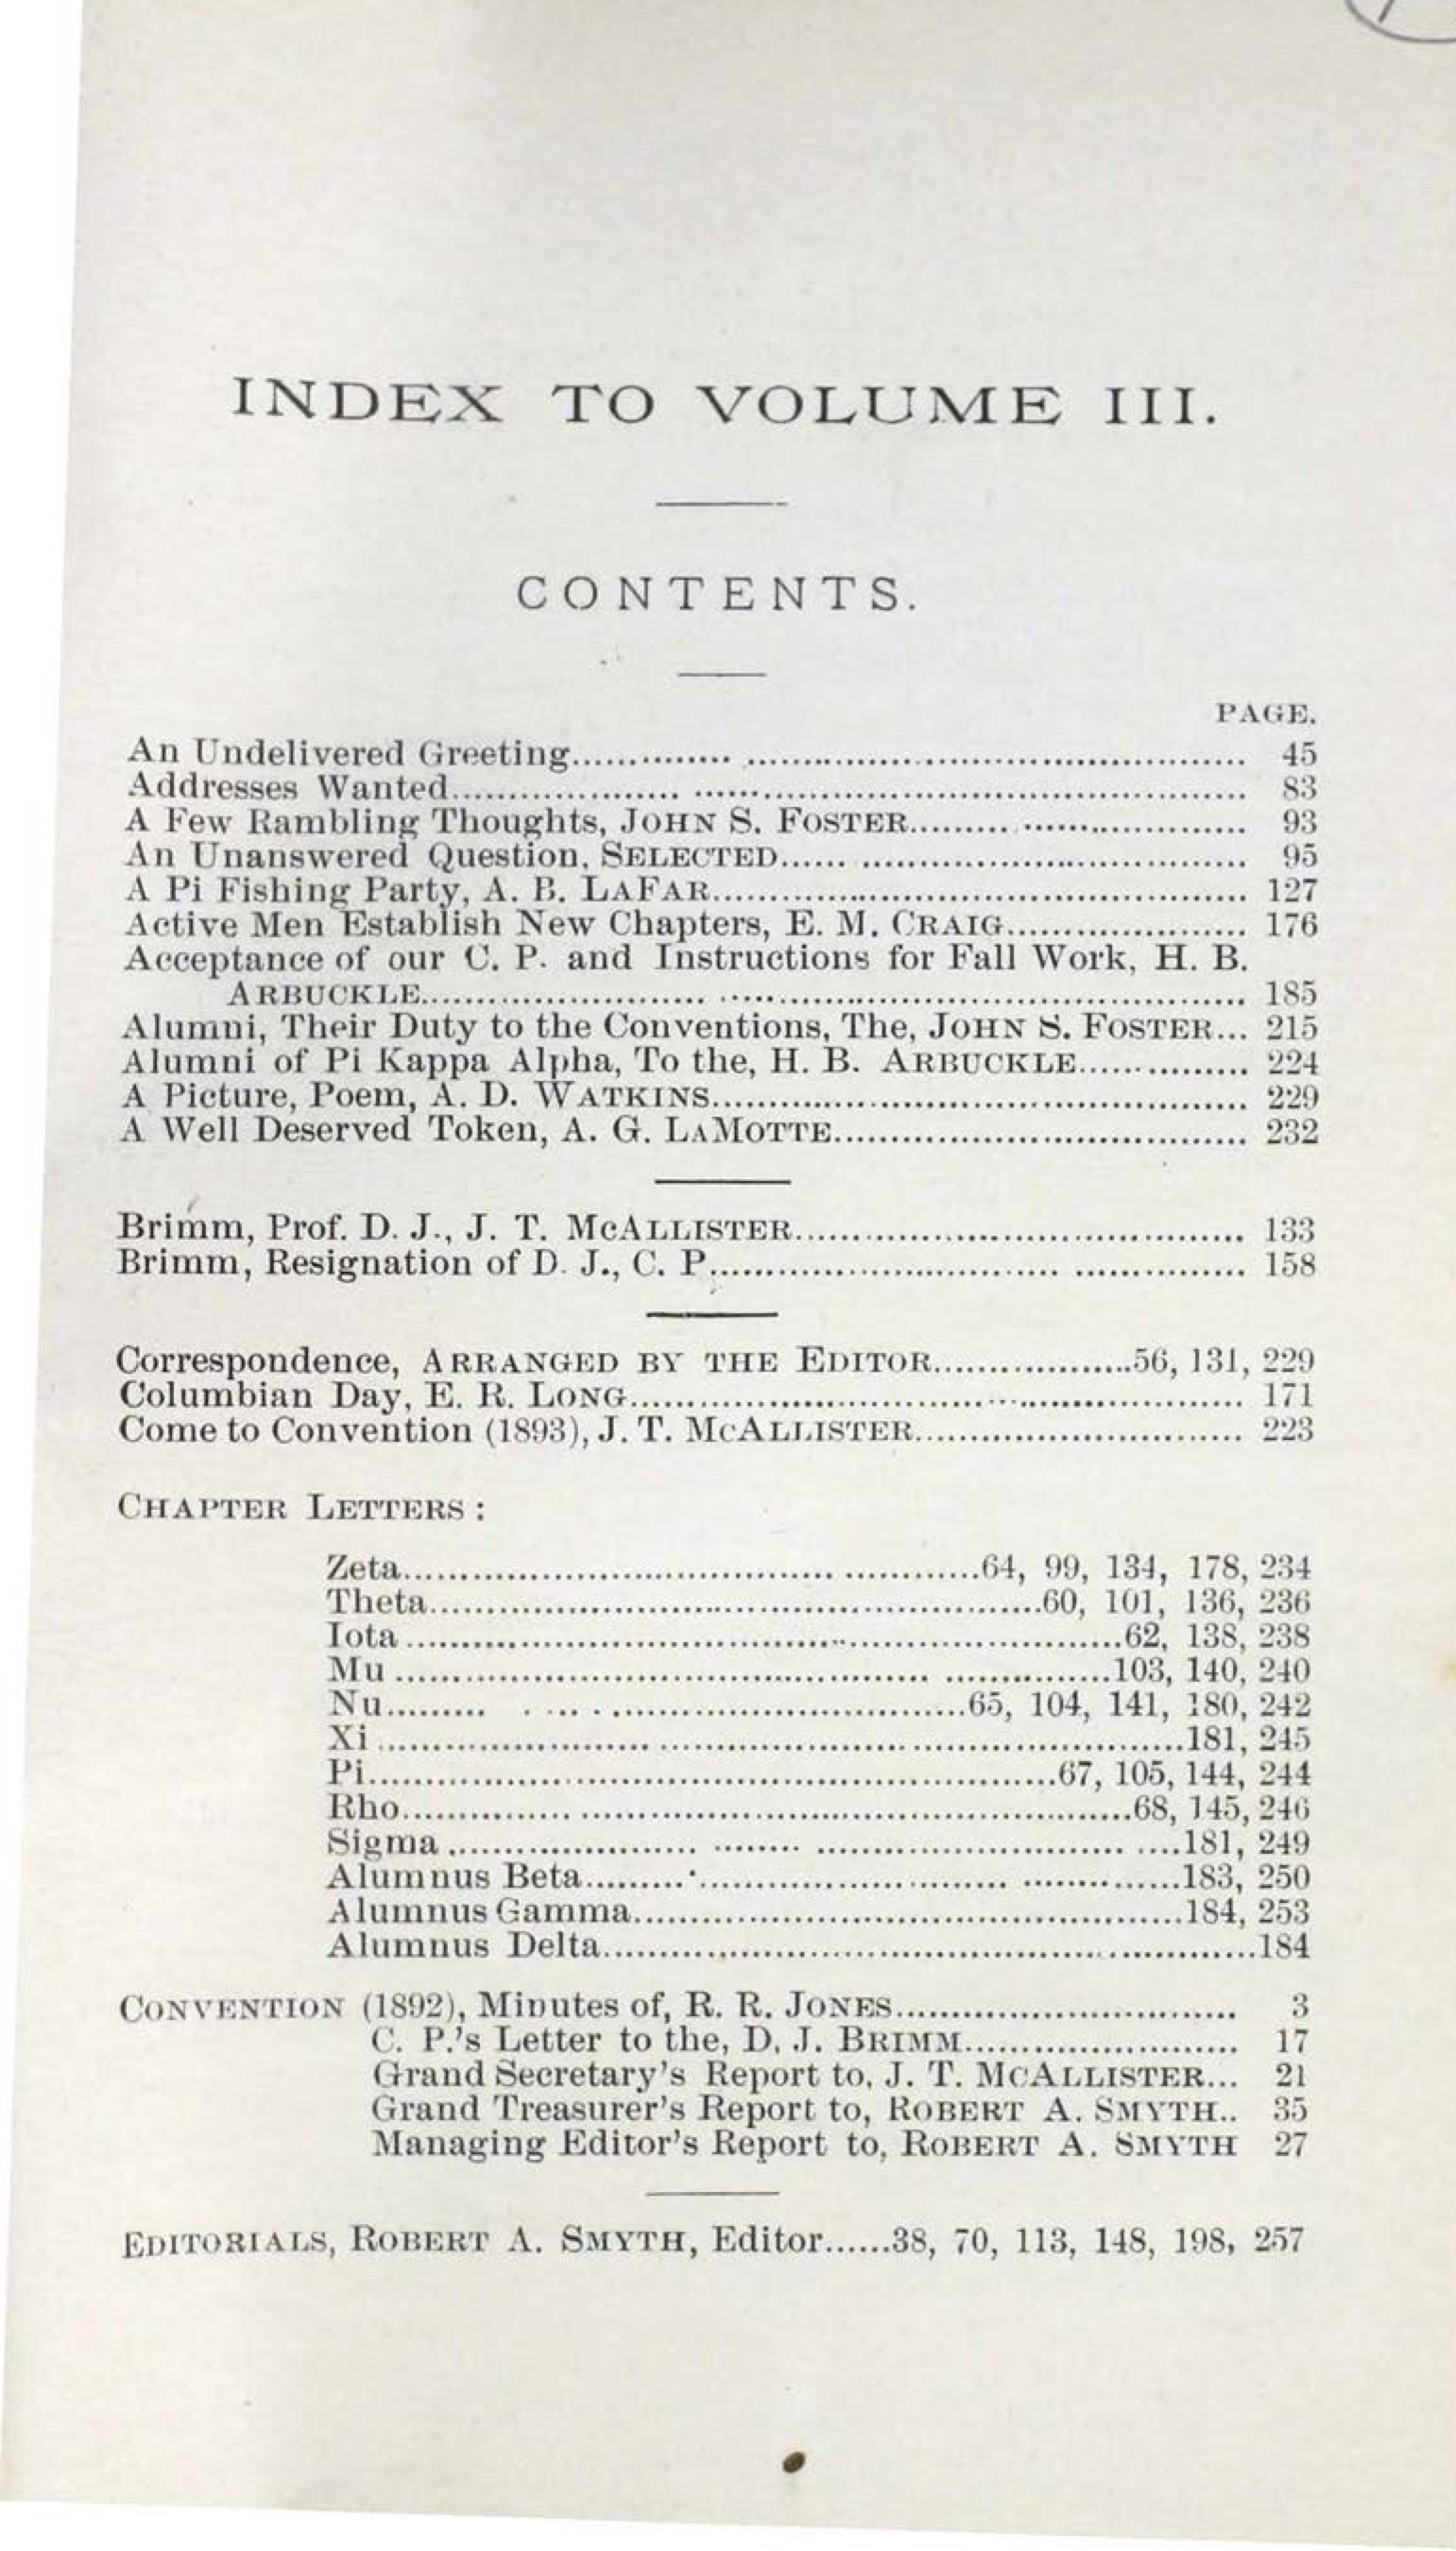 INDEX TO VOLUME III.
CONTENTS.
PAGE.
An Undelivered Greeting.................................................. 45
Addresses Wanted.................................................. 83
A Few Rambling Thoughts, JOHN S. FOSTER.............................. 93
An Unanswered Question, SELECTED.............................. 95
A Pi Fishing Party, A. B. LAFAR.............................. 127
Active Men Establish New Chapters, E. M. CRAIG.................... 176
Acceptance of our C. P. and Instructions for Fall Work, H. B.
ARBUCKLE.................................................. 185
Alumni, Their Duty to the Conventions, The, JOHN S. FOSTER... 215
Alumni of Pi Kappa Alpha, To the, H. B. ARBUCKLE............... 224
A Picture, Poem, A. D. WATKINS.............................. 229
A Well Deserved Token, A. G. LAMOTTE.............................. 232
Brimm, Prof. D. J., J. T. MCALLISTER.............................. 133
Brimm, Resignation of D. J., C. P.............................. 158
Correspondence, ARRANGED BY THE EDITOR..................56, 131, 229
Columbian Day, E. R. LONG.............................. 171
Come to Convention (1893), J. T. MCALLISTER.............................. 223
CHAPTER LETTERS :
Zeta..............................64, 99, 134, 178, 234
Theta..............................60, 101, 136, 236
Iota..............................62, 138, 238
Mu..............................103, 140, 240
Nu..............................65, 104, 141, 180, 242
Xi..............................181, 245
Pi..............................67, 105, 144, 244
Rho..............................68, 145, 246
Sigma..............................181, 249
Alumnus Beta..............................183, 250
Alumnus Gamma..............................184, 253
Alumnus Delta..............................184
CONVENTION (1892), Minutes of, R. R. JONES.............................. 3
C. P.'s Letter to the, D. J. BRIMM........................ 17
Grand Secretary's Report to, J. T. MCALLISTER... 21
Grand Treasurer's Report to, ROBERT A. SMYTH.. 35
Managing Editor's Report to, ROBERT A. SMYTH 27
EDITORIALS, ROBERT A. SMYTH, Editor......38, 70, 113, 148, 198, 257